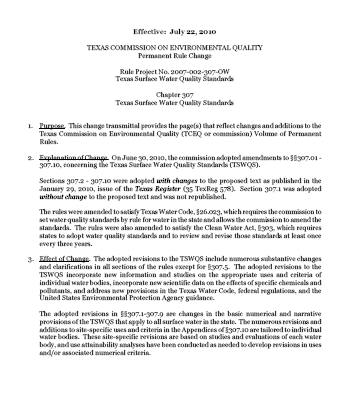 Effective: July 22, 2010
TEXAS COMMISSION ON ENVIRONMENTAL QUALITY
Permanent Rule Change
Rule Project No. 2007-002-307-OW
Texas Surface Water Quality Standards
Chapter 307
Texas Surface Water Quality Standards
1. Purpose. This change transmittal provides the page(s) that reflect changes and additions to the
Texas Commission on Environmental Quality (TCEQ or commission) Volume of Permanent
Rules.
2. Explanation of Change. On June 30, 2010, the commission adopted amendments to §§307.01 -
307.10, concerning the Texas Surface Water Quality Standards (TSWQS).
Sections 307.2 - 307.10 were adopted with changes to the proposed text as published in the
January 29, 2010, issue of the Texas Register (35 TexReg 578). Section 307.1 was adopted
without change to the proposed text and was not republished.
The rules were amended to satisfy Texas Water Code, §26.023, which requires the commission to
set water quality standards by rule for water in the state and allows the commission to amend the
standards. The rules were also amended to satisfy the Clean Water Act, §303, which requires
states to adopt water quality standards and to review and revise those standards at least once
every three years.
3. Effect of Change. The adopted revisions to the TSWQS include numerous substantive changes
and clarifications in all sections of the rules except for §307.5. The adopted revisions to the
TSWQS incorporate new information and studies on the appropriate uses and criteria of
individual water bodies, incorporate new scientific data on the effects of specific chemicals and
pollutants, and address new provisions in the Texas Water Code, federal regulations, and the
United States Environmental Protection Agency guidance.
The adopted revisions in §§307.1-307.9 are changes in the basic numerical and narrative
provisions of the TSWQS that apply to all surface water in the state. The numerous revisions and
additions to site-specific uses and criteria in the Appendices of §307.10 are tailored to individual
water bodies. These site-specific revisions are based on studies and evaluations of each water
body, and use attainability analyses have been conducted as needed to develop revisions in uses
and/or associated numerical criteria.